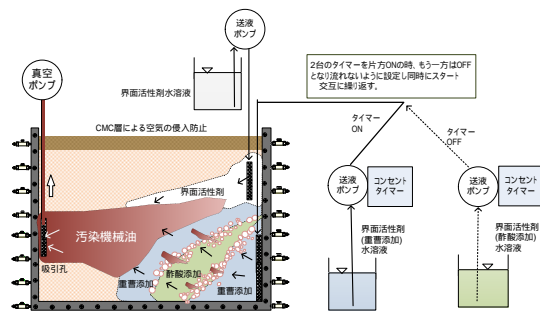 送液
ポンプ
真空
ポンプ
界面活性剤水溶液
2台のタイマーを片方ONの時、もう一方はOFF
となり流れないように設定し同時にスタート
交互に繰り返す。
CMC層による空気の侵入防止
タイマー
ON
タイマー
OFF
送液
ポンプ
コンセント
タイマー
送液
ポンプ
コンセント
タイマー
界面活性剤
汚染機械油
吸引孔
重曹添加
酢酸添加
重曹添加
界面活性剤
(重曹添加)
水溶液
界面活性剤
(酢酸添加)
水溶液